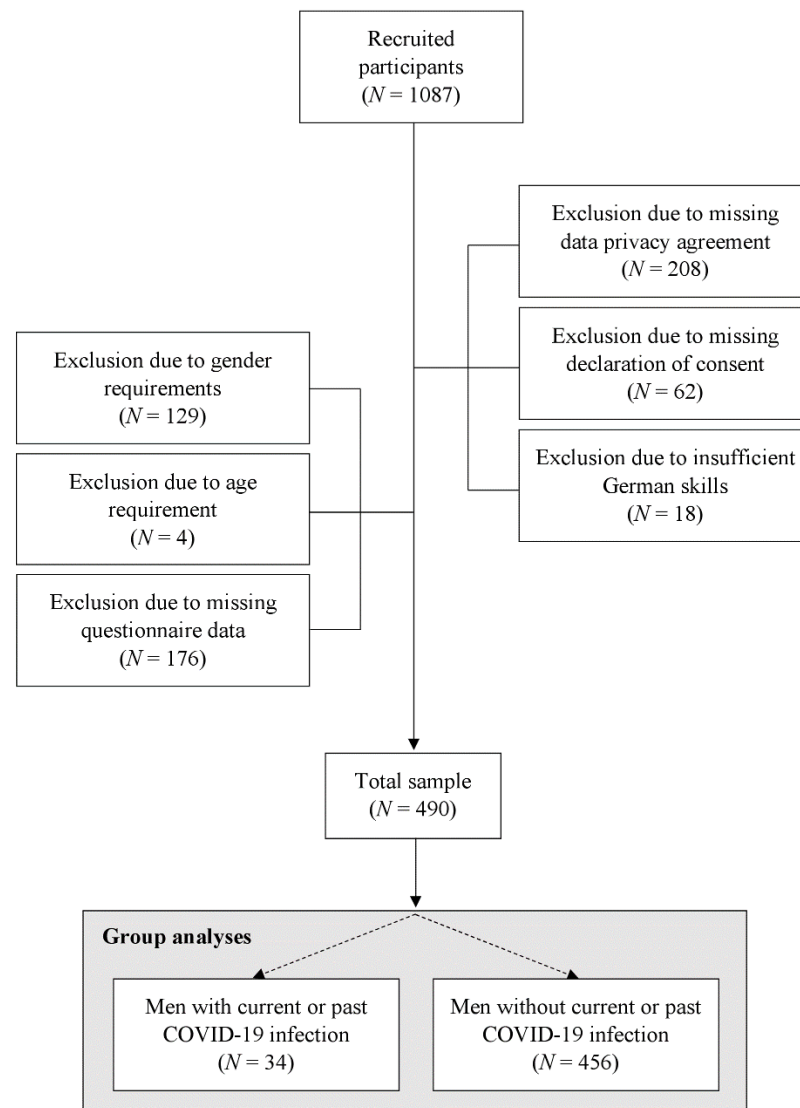 Recruited
participants
(N = 1087)
Exclusion due to missing
data privacy agreement
(N = 208)
Exclusion due to missing
declaration of consent
(N = 62)
Exclusion due to insufficient
German skills
(N = 18)
Exclusion due to gender
requirements
(N = 129)
Exclusion due to age
requirement
(N = 4)
Exclusion due to missing
questionnaire data
(N = 176)
Total sample
(N = 490)
Group analyses
Men with current or past
COVID-19 infection
(N = 34)
Men without current or past
COVID-19 infection
(N = 456)